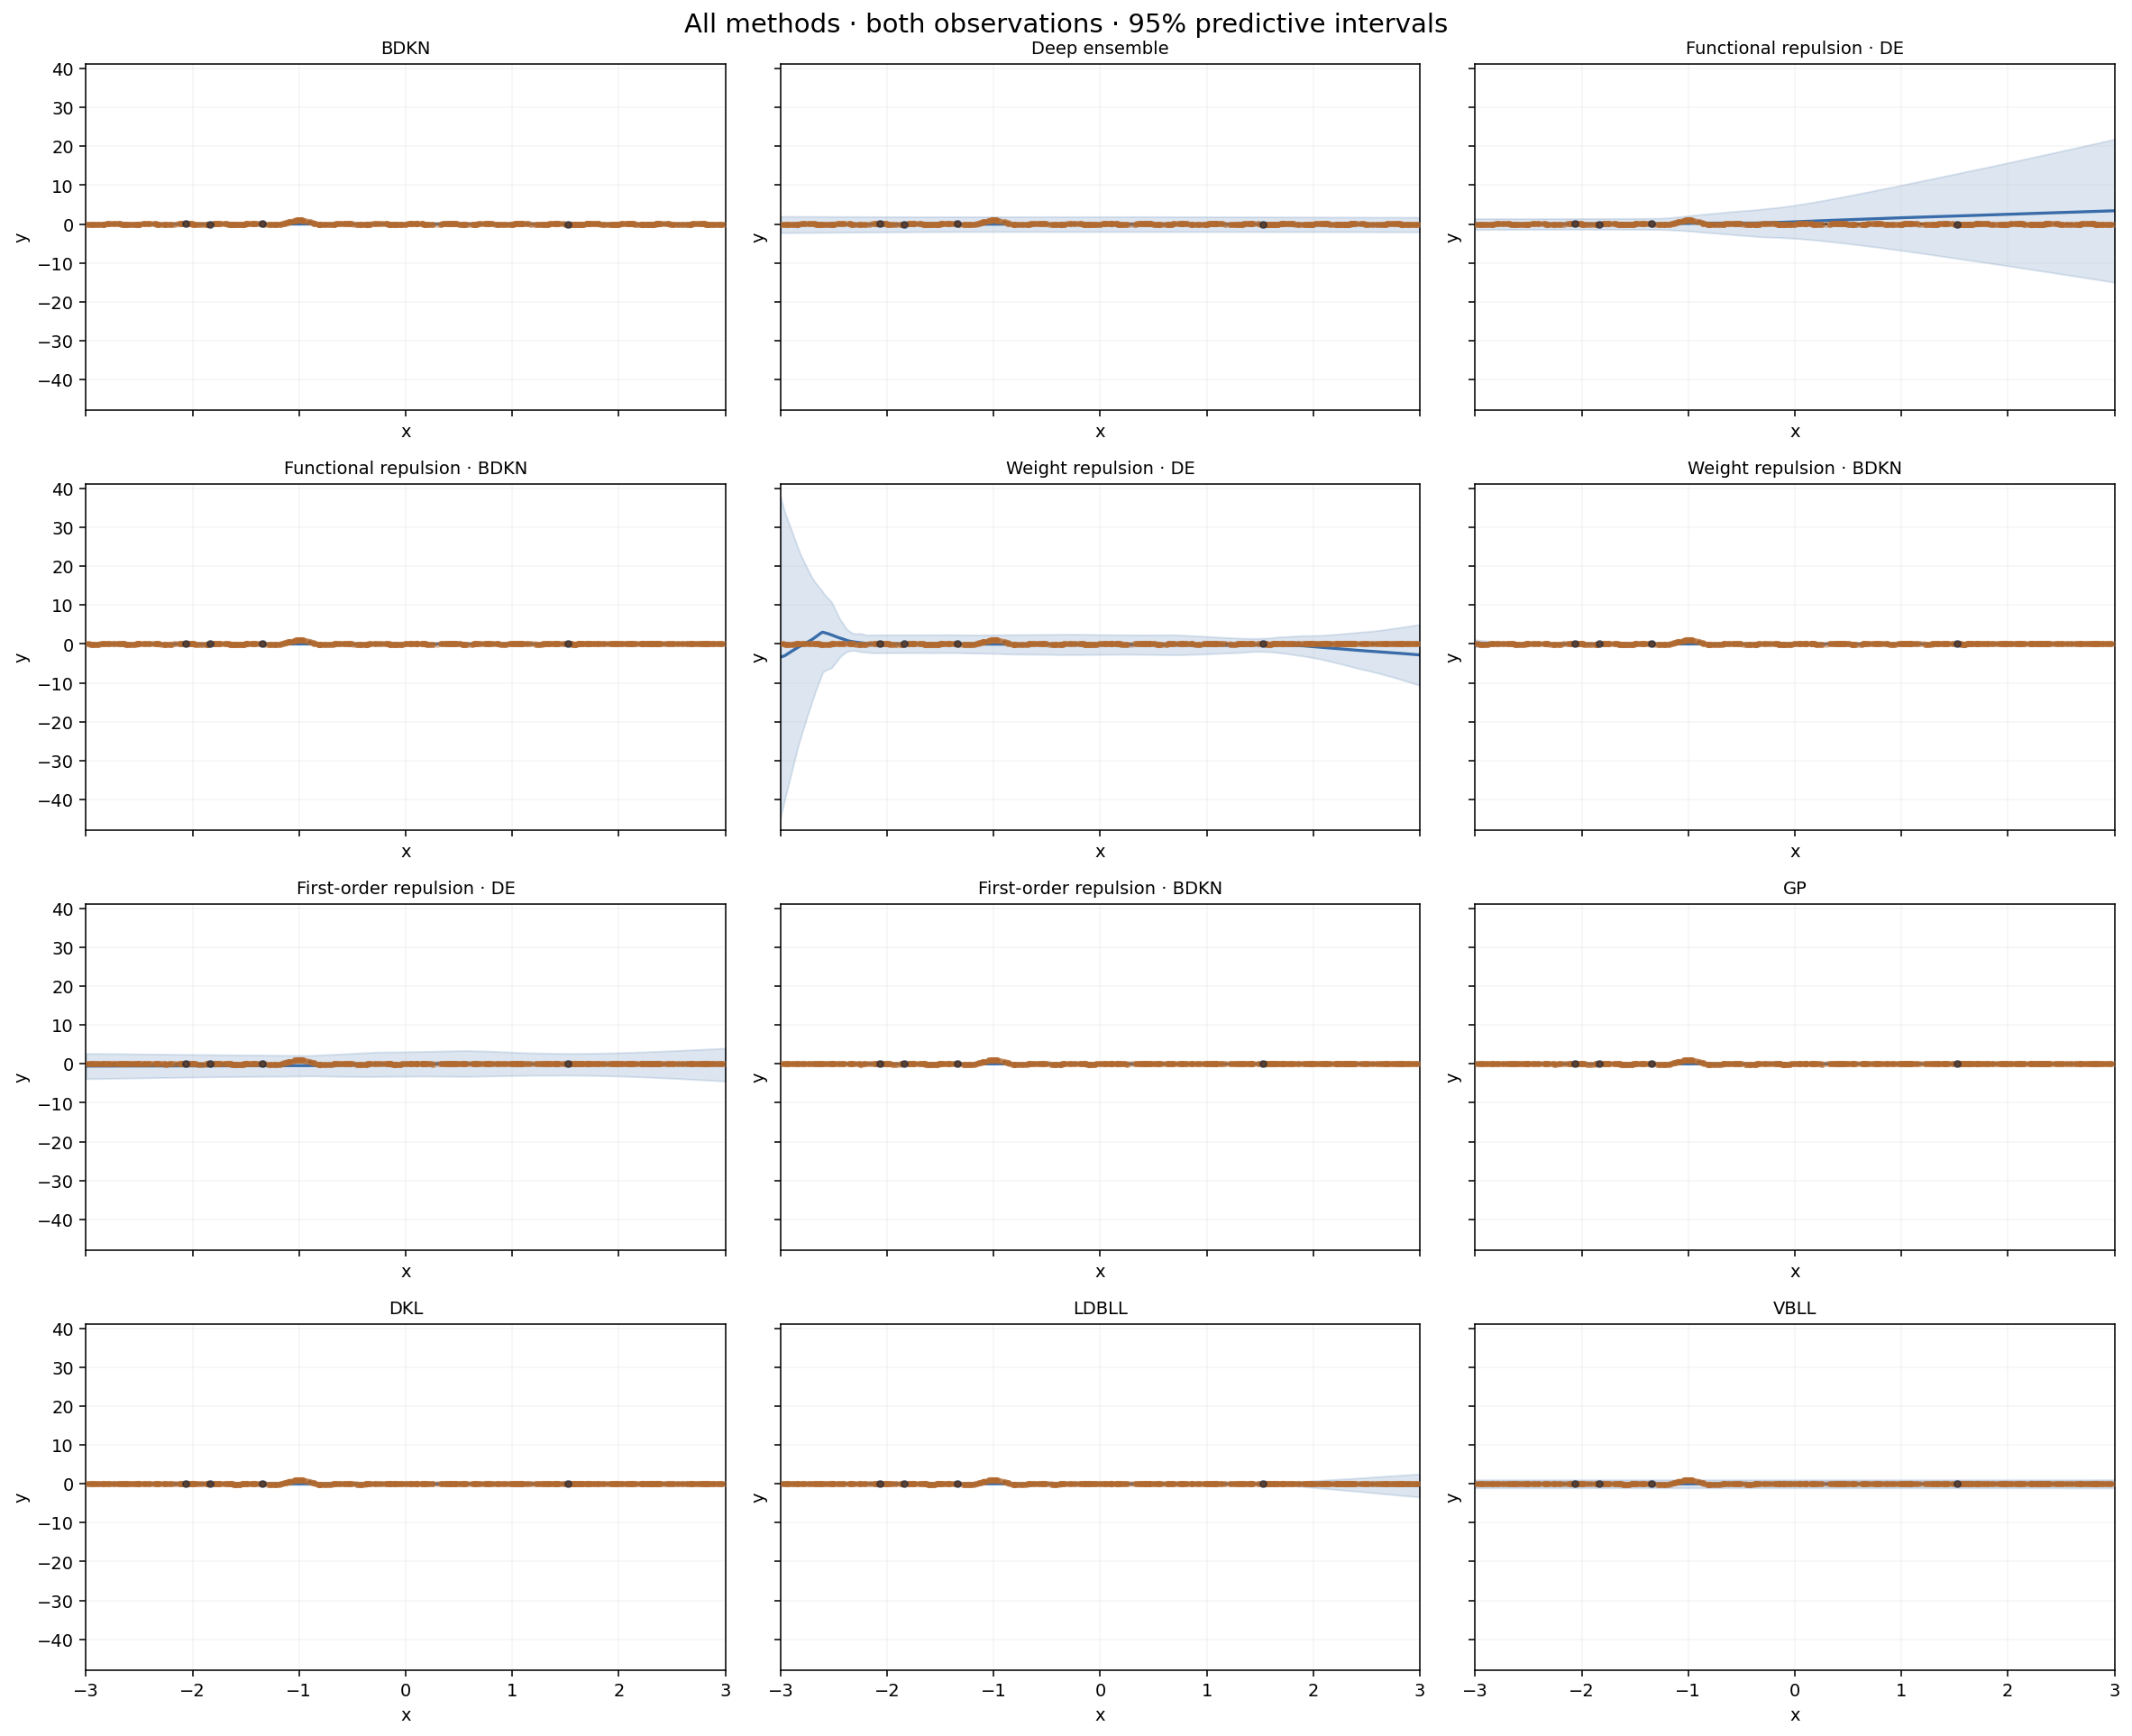 All methods · both observations · 95% predictive intervals
BDKN
Deep ensemble
Functional repulsion · DE
40
30
20
10
0
−10
−20
−30
−40
y
y
y
x
x
x
Functional repulsion · BDKN
Weight repulsion · DE
Weight repulsion · BDKN
40
30
20
10
0
−10
−20
−30
−40
y
y
y
x
x
x
First-order repulsion · DE
First-order repulsion · BDKN
GP
40
30
20
10
0
−10
−20
−30
−40
y
y
y
x
x
x
DKL
LDBLL
VBLL
40
30
20
10
0
−10
−20
−30
−40
y
y
y
−3 −2 −1 0 1 2 3
−3 −2 −1 0 1 2 3
−3 −2 −1 0 1 2 3
x
x
x